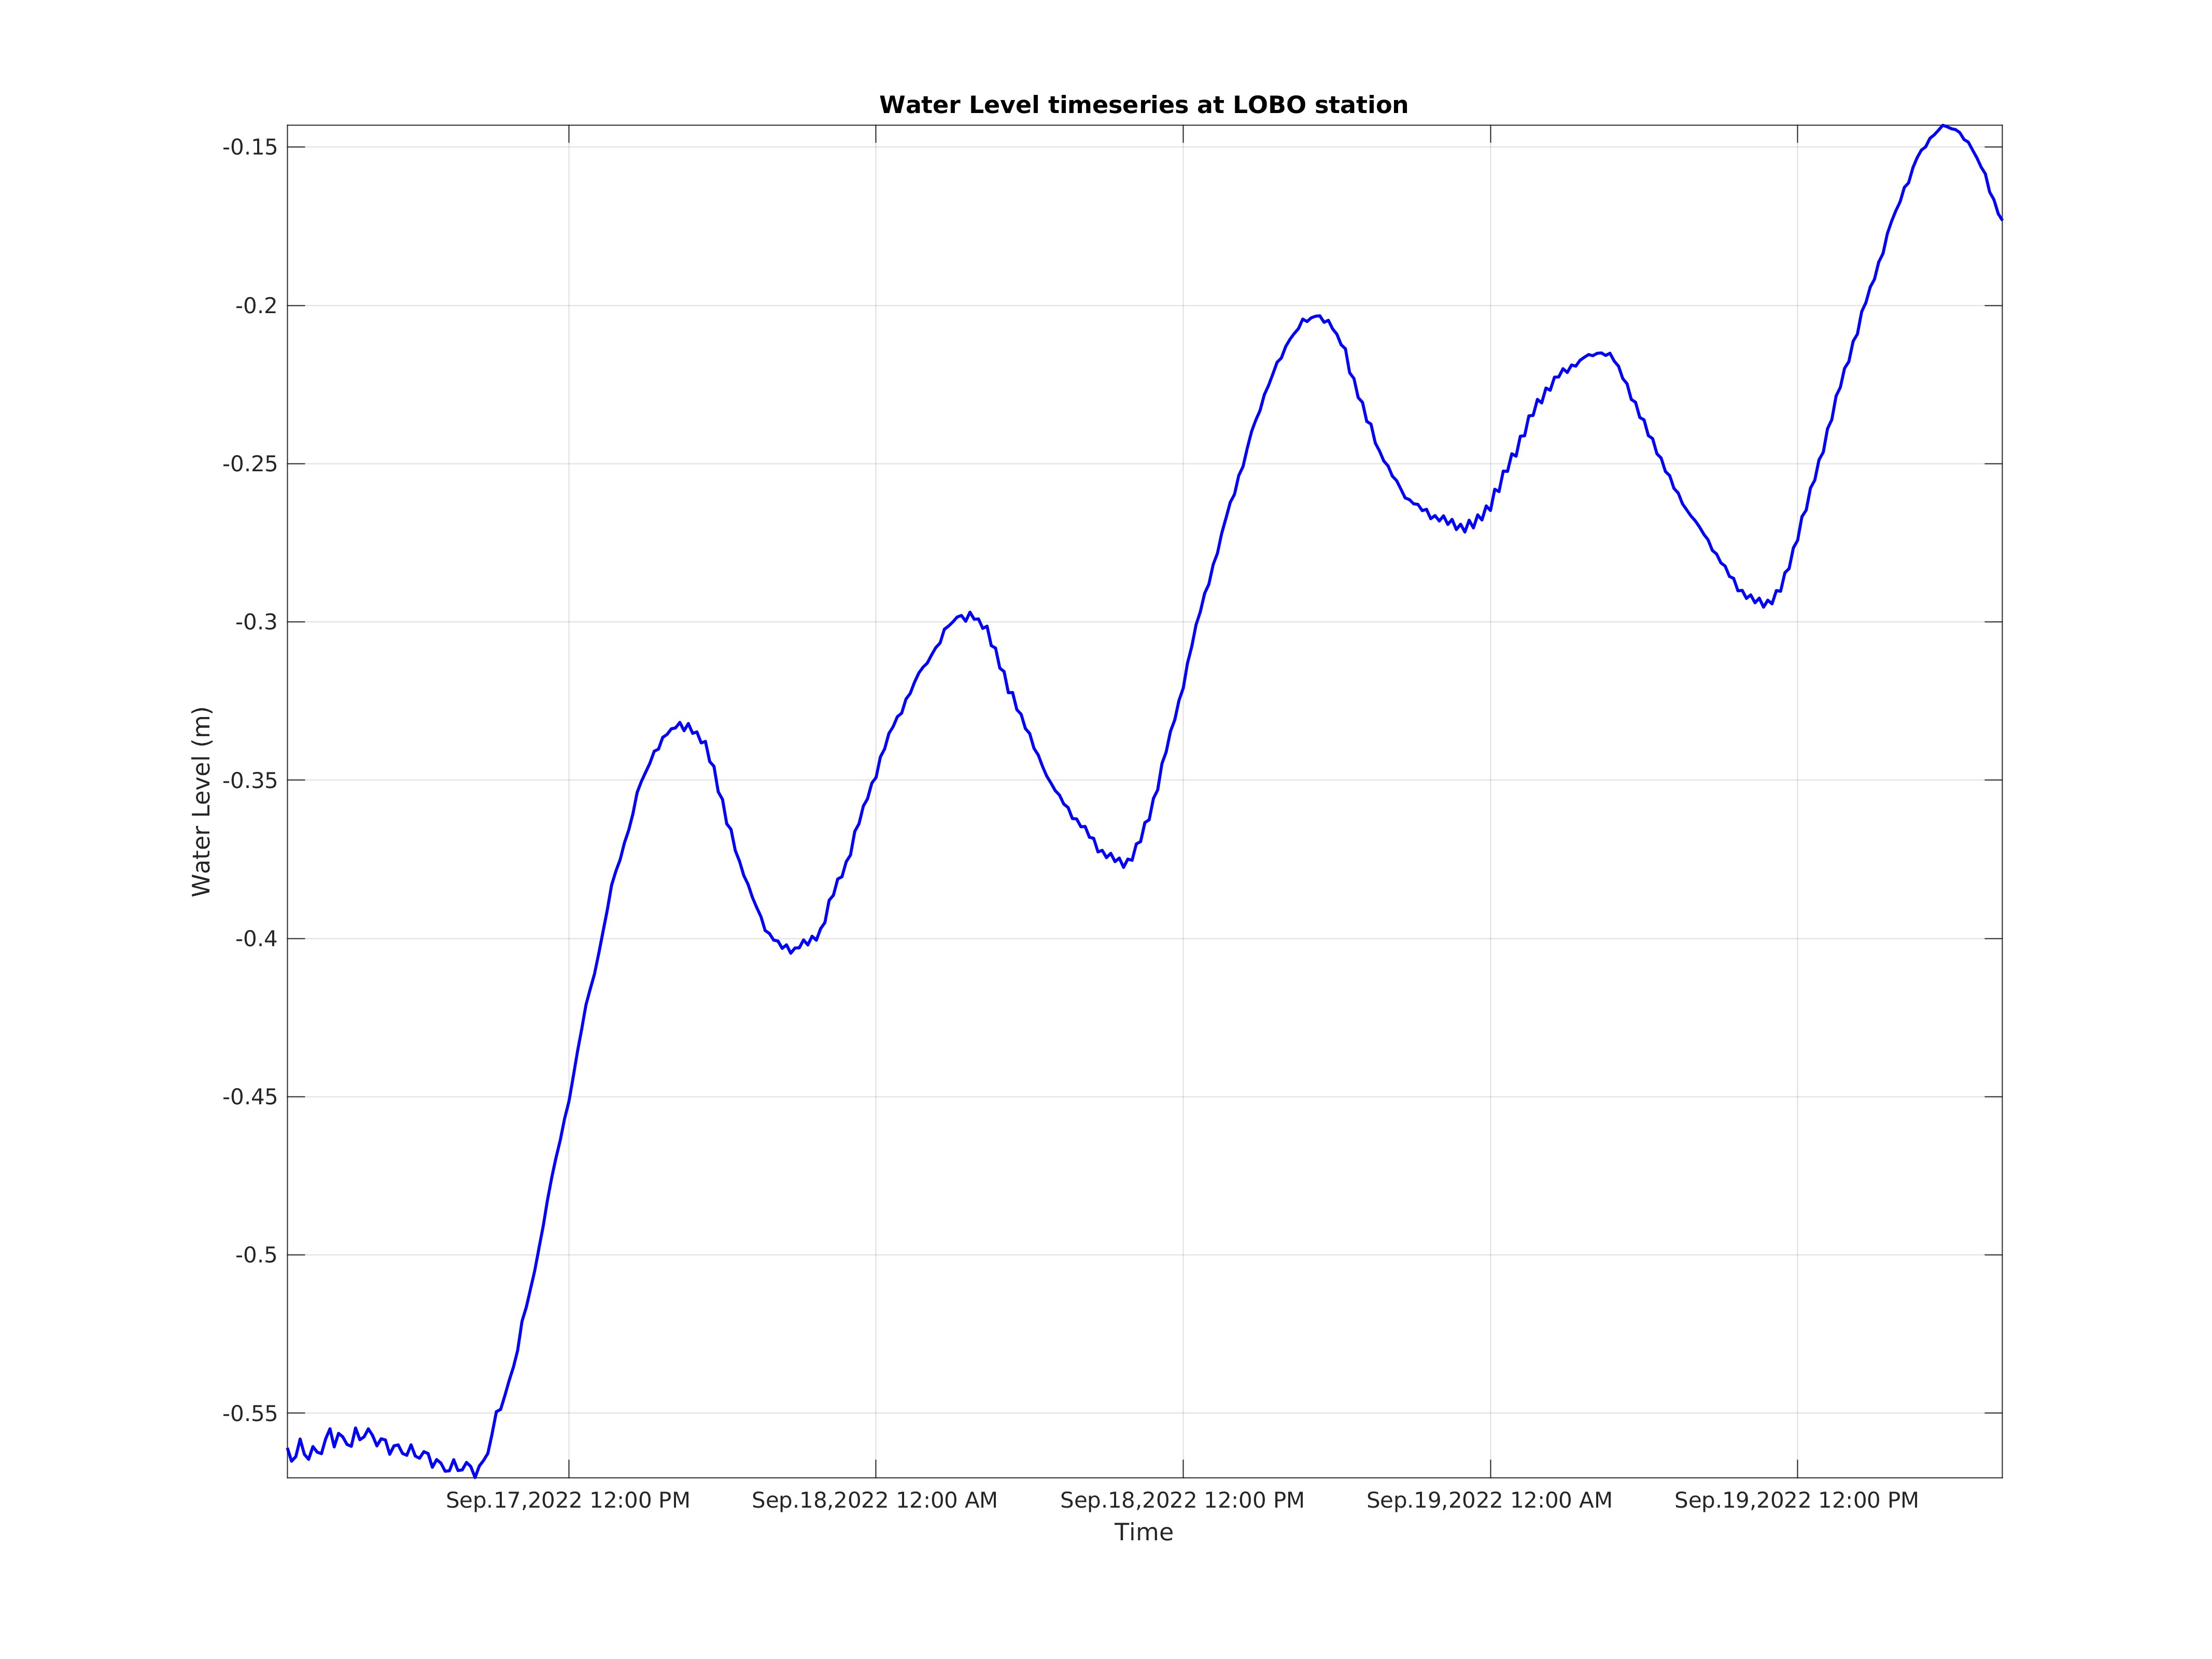 Water Level timeseries at LOBO station
-0.15
-0.2
-0.25
-0.3
-0.35
-0.4
-0.45
-0.5
-0.55
Water Level (m)
Sep.17,2022 12:00 PM
Sep.18,2022 12:00 AM
Sep.18,2022 12:00 PM
Sep.19,2022 12:00 AM
Sep.19,2022 12:00 PM
Time